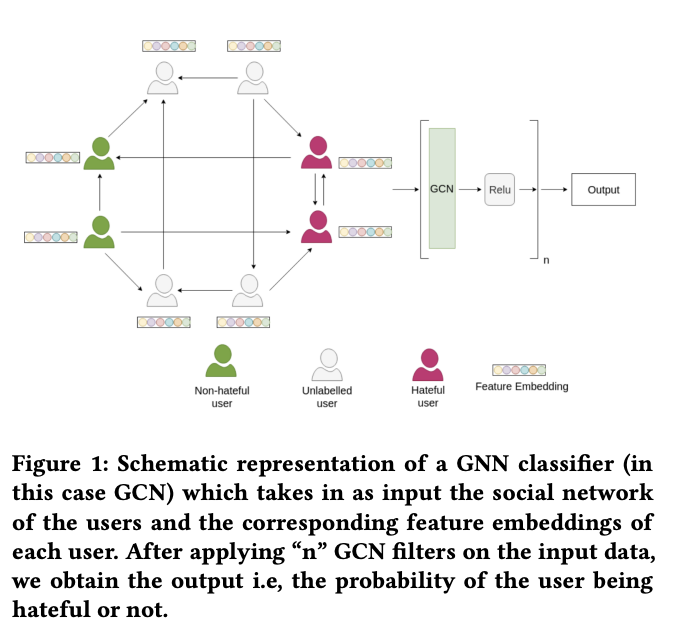 GCN
Relu
Output
n
Non-hateful
user
Unlabelled
user
Hateful
user
Feature Embedding
Figure 1: Schematic representation of a GNN classifier (in
this case GCN) which takes in as input the social network
of the users and the corresponding feature embeddings of
each user. After applying “n” GCN filters on the input data,
we obtain the output i.e, the probability of the user being
hateful or not.